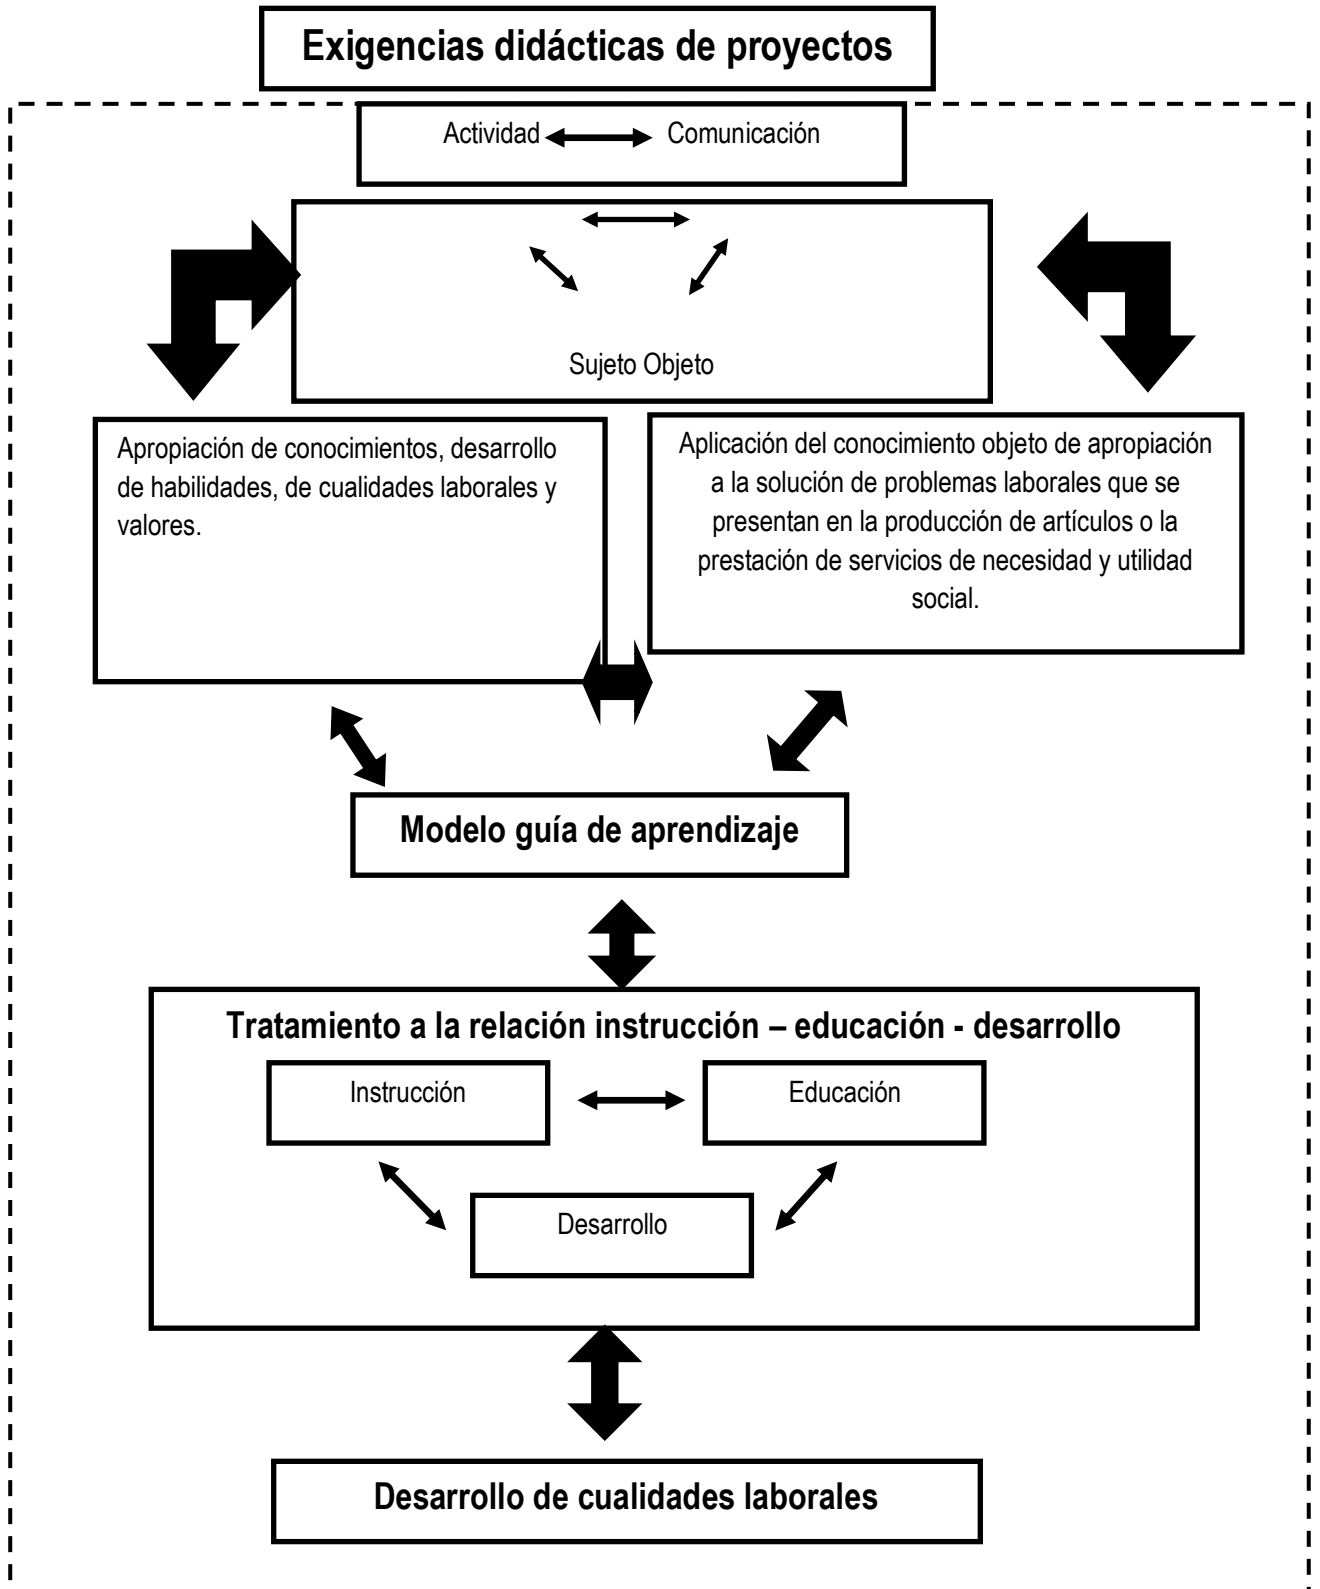 Exigencias didácticas de proyectos
Actividad Comunicación
Sujeto Objeto
Apropiación de conocimientos, desarrollo
de habilidades, de cualidades laborales y
valores.
Aplicación del conocimiento objeto de apropiación
a la solución de problemas laborales que se
presentan en la producción de artículos o la
prestación de servicios de necesidad y utilidad
social.
Modelo guía de aprendizaje
Tratamiento a la relación instrucción – educación - desarrollo
Instrucción
Educación
Desarrollo
Desarrollo de cualidades laborales